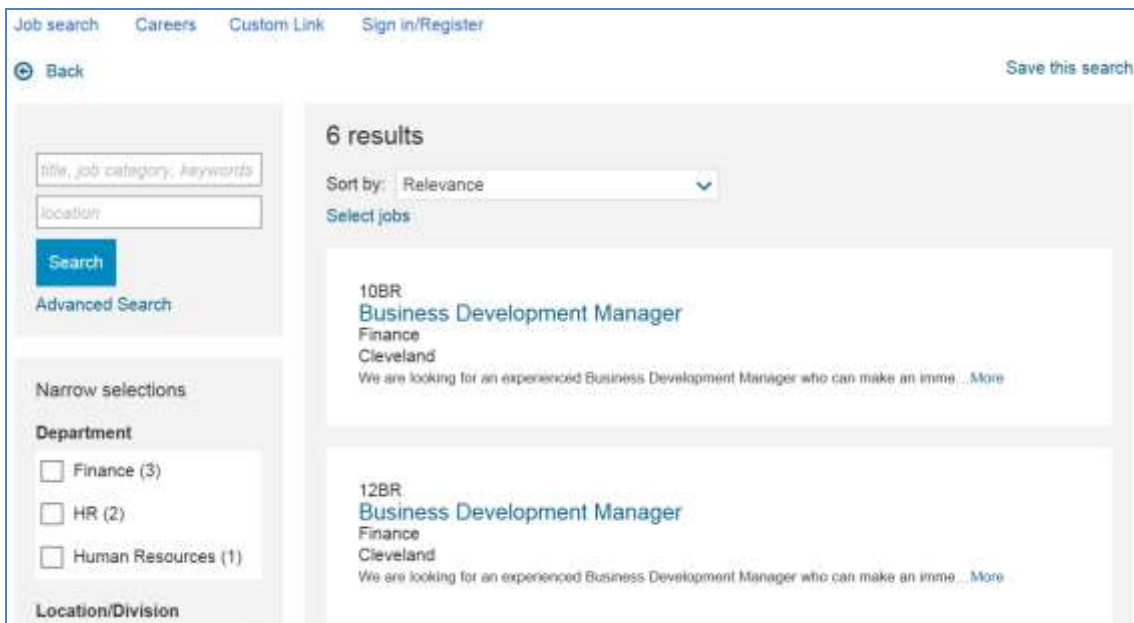 Job search Careers Custom Link Sign in/Register
Back Save this search
title, job category, keywords
location
Search
Advanced Search
Narrow selections
Department
Finance (3)
HR (2)
Human Resources (1)
Location/Division
6 results
Sort by: Relevance
Select jobs
10BR
Business Development Manager
Finance
Cleveland
We are looking for an experienced Business Development Manager who can make an imme...More
12BR
Business Development Manager
Finance
Cleveland
We are looking for an experienced Business Development Manager who can make an imme...More